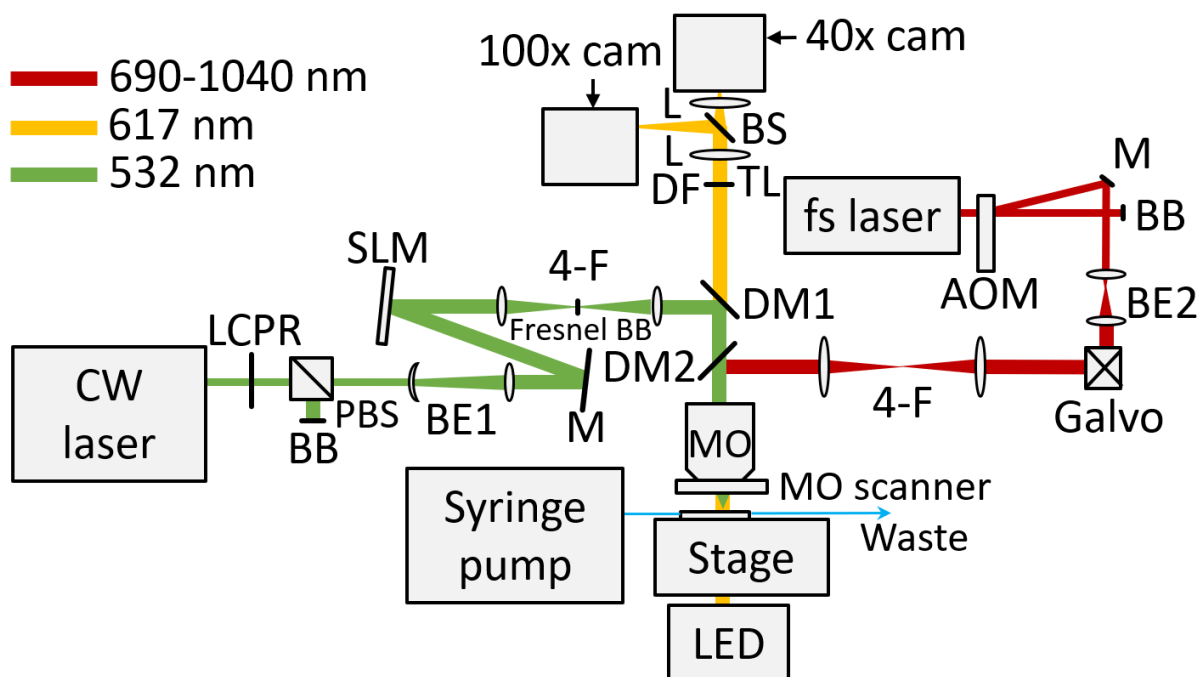 690-1040 nm
617 nm
532 nm
100x cam
40x cam
L
BS
L
DF
TL
fs laser
M
BB
AOM
BE2
SLM
4-F
Fresnel BB
DM1
LCPR
DM2
CW
laser
PBS
BB
BE1
M
4-F
Galvo
MO
MO scanner
Syringe
pump
Waste
Stage
LED